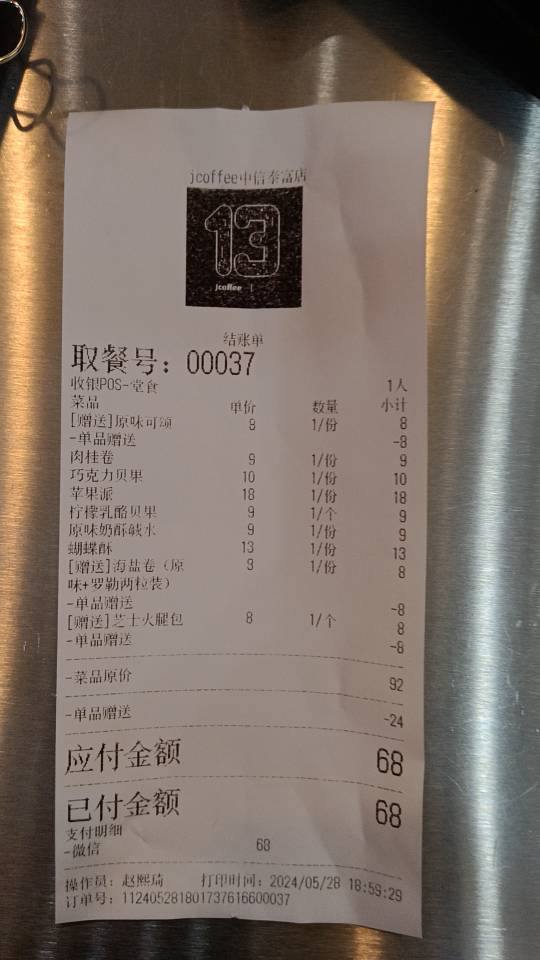 jcoffee中信泰富店
13
jcoffee
结账单
取餐号：00037
收银POS-堂食 1人
菜品 单价 数量 小计
[赠送]原味可颂 8 1/份 8
-单品赠送 -8
肉桂卷 9 1/份 9
巧克力贝果 10 1/份 10
苹果派 18 1/份 18
柠檬乳酪贝果 9 1/个 9
原味奶酥碱水 9 1/份 9
蝴蝶酥 13 1/份 13
[赠送]海盐卷（原 8 1/份 8
味+罗勒两粒装）
-单品赠送 -8
[赠送]芝士火腿包 8 1/个 8
-单品赠送 -8
-菜品原价 92
-单品赠送 -24
应付金额 68
已付金额 68
支付明细
-微信 68
操作员：赵熙琦 打印时间：2024/05/28 18:59:29
订单号：112405281801737616600037